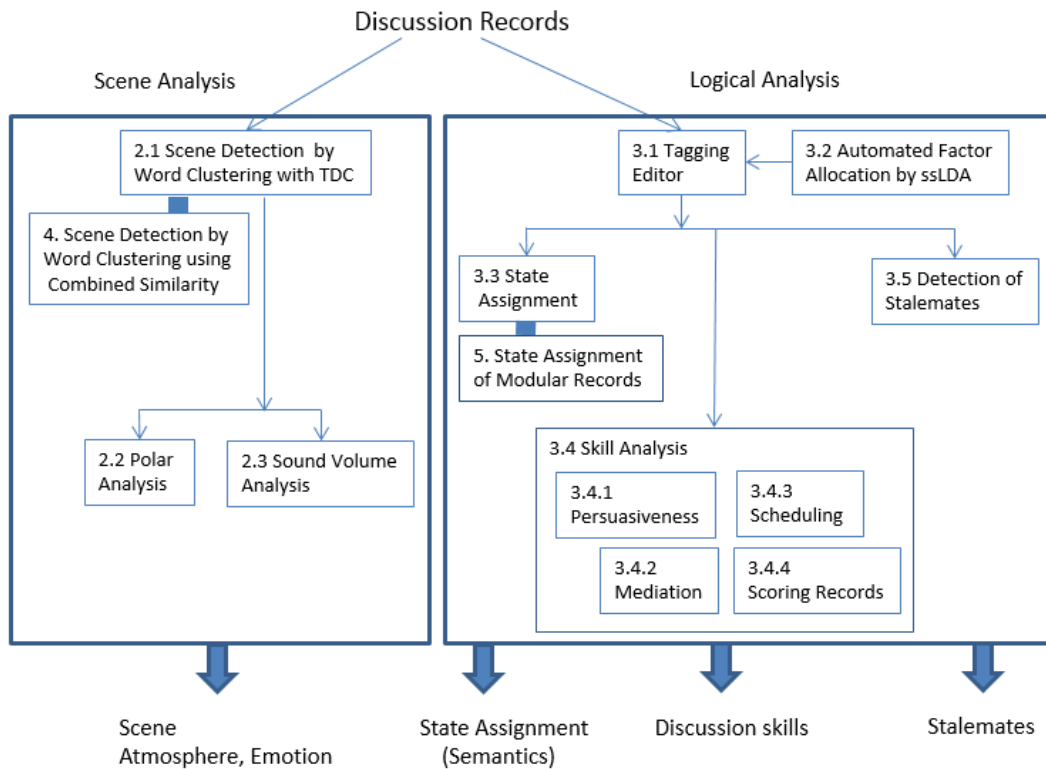 Discussion Records
Scene Analysis
Logical Analysis
2.1 Scene Detection by
Word Clustering with TDC
4. Scene Detection by
Word Clustering using
Combined Similarity
2.2 Polar
Analysis
2.3 Sound Volume
Analysis
3.1 Tagging
Editor
3.2 Automated Factor
Allocation by ssLDA
3.3 State
Assignment
5. State Assignment
of Modular Records
3.5 Detection of
Stalemates
3.4 Skill Analysis
3.4.1
Persuasiveness
3.4.3
Scheduling
3.4.2
Mediation
3.4.4
Scoring Records
Scene
Atmosphere, Emotion
State Assignment
(Semantics)
Discussion skills
Stalemates